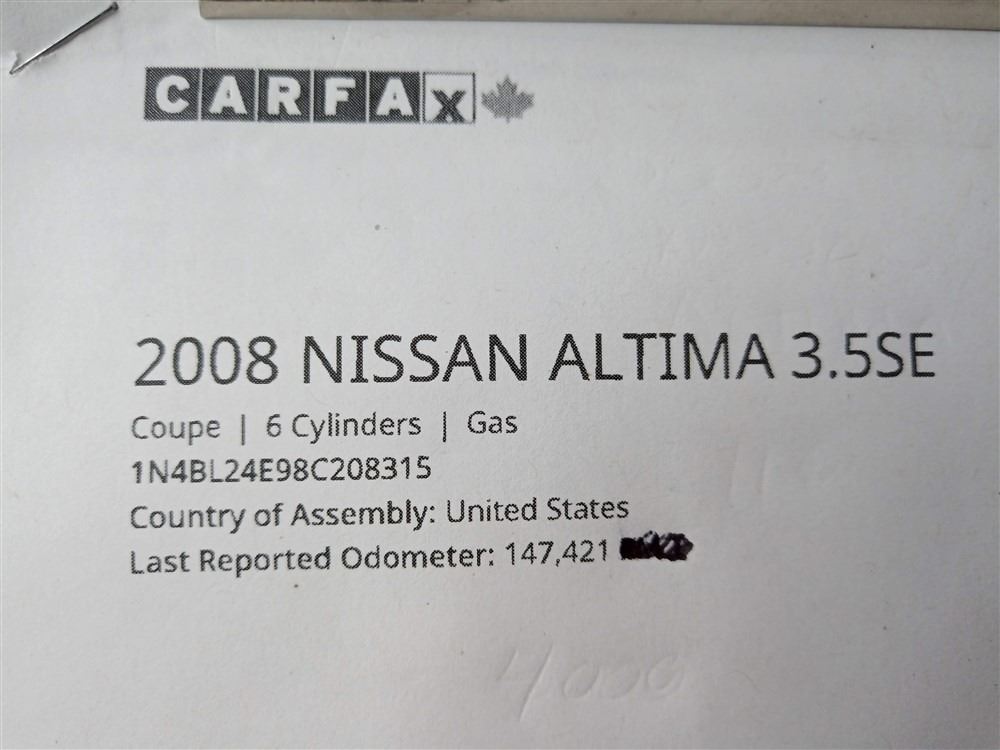 CARFAX
2008 NISSAN ALTIMA 3.5SE
Coupe | 6 Cylinders | Gas
1N4BL24E98C208315
Country of Assembly: United States
Last Reported Odometer: 147,421
4000